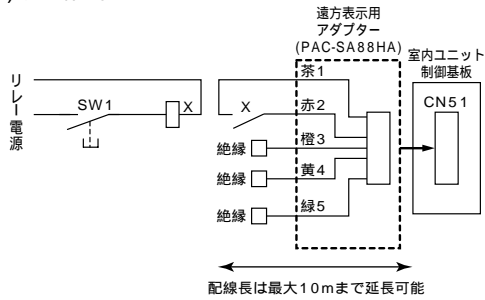 遠方表示用
アダプター
(PAC-SA88HA)
室内ユニット
制御基板
リレー電源
SW1
X
X
茶1
赤2
橙3
黄4
緑5
絶縁
絶縁
絶縁
CN51
配線長は最大10mまで延長可能